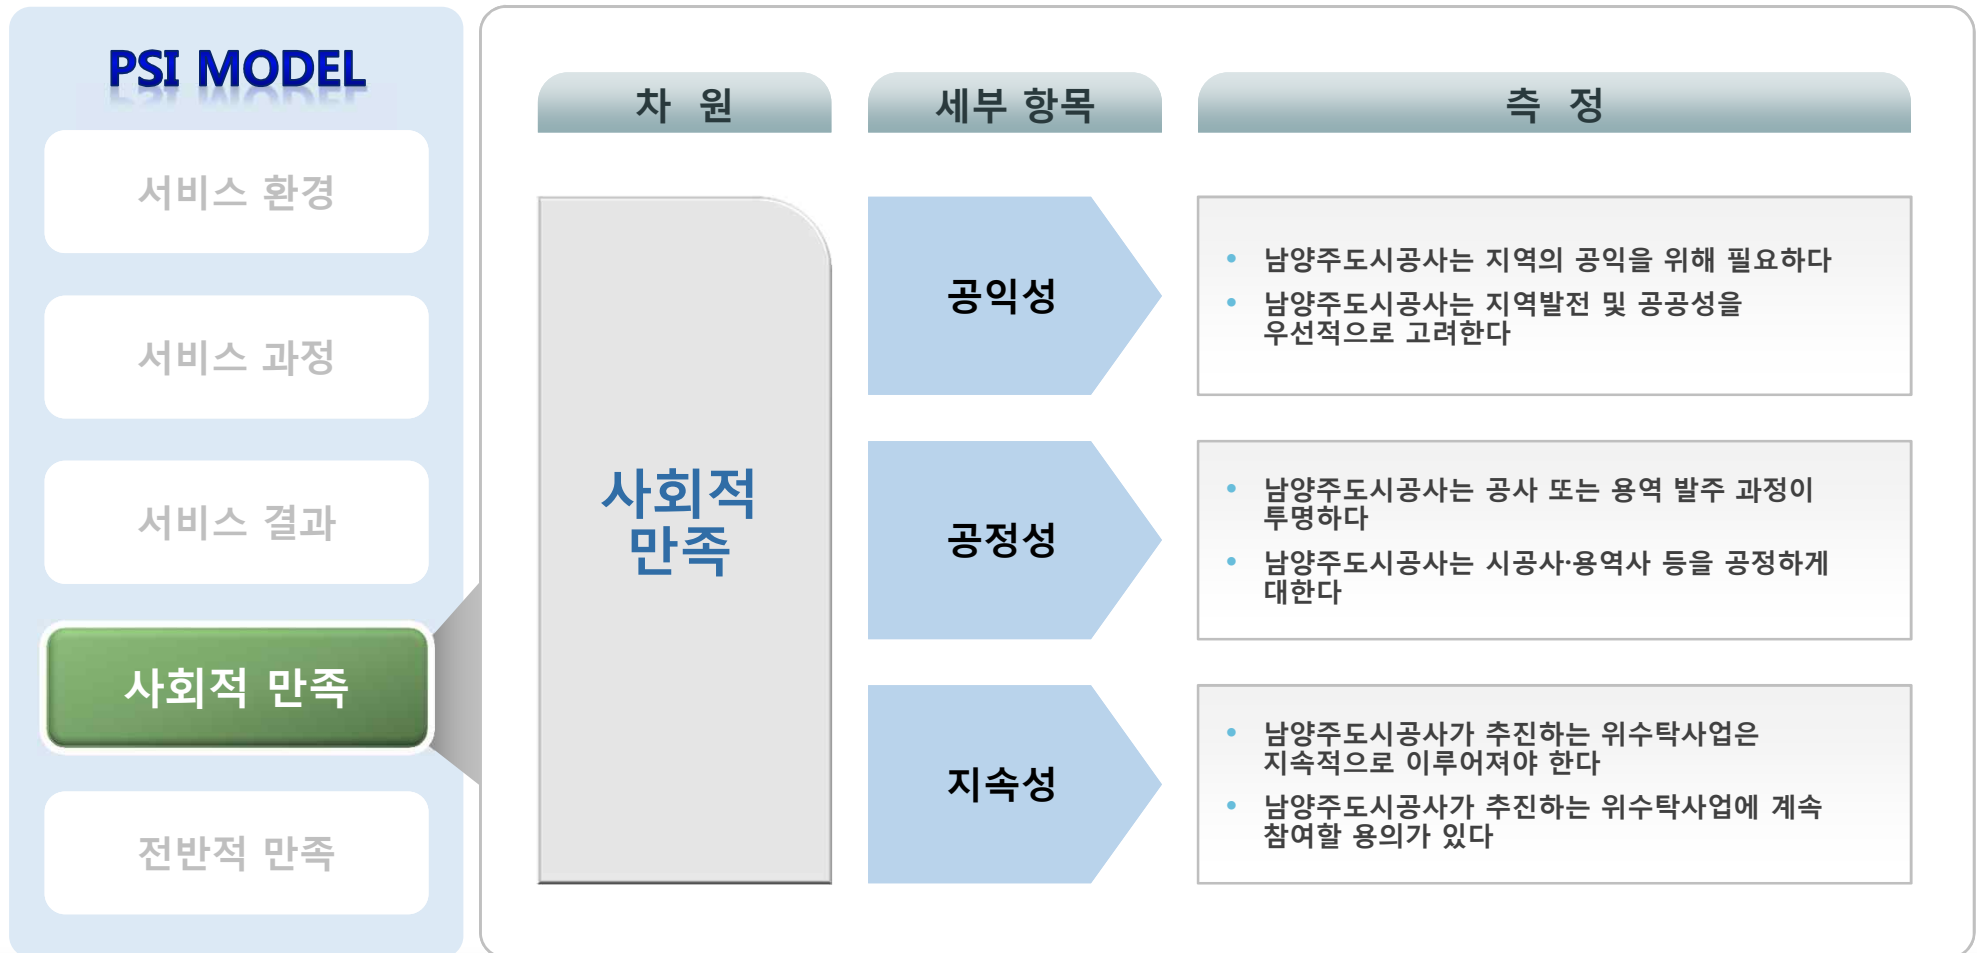 PSI MODEL
서비스 환경
서비스 과정
서비스 결과
사회적 만족
전반적 만족
차 원
세부 항목
측 정
사회적
만족
공익성
• 남양주도시공사는 지역의 공익을 위해 필요하다
• 남양주도시공사는 지역발전 및 공공성을
우선적으로 고려한다
공정성
• 남양주도시공사는 공사 또는 용역 발주 과정이
투명하다
• 남양주도시공사는 시공사·용역사 등을 공정하게
대한다
지속성
• 남양주도시공사가 추진하는 위수탁사업은
지속적으로 이루어져야 한다
• 남양주도시공사가 추진하는 위수탁사업에 계속
참여할 용의가 있다